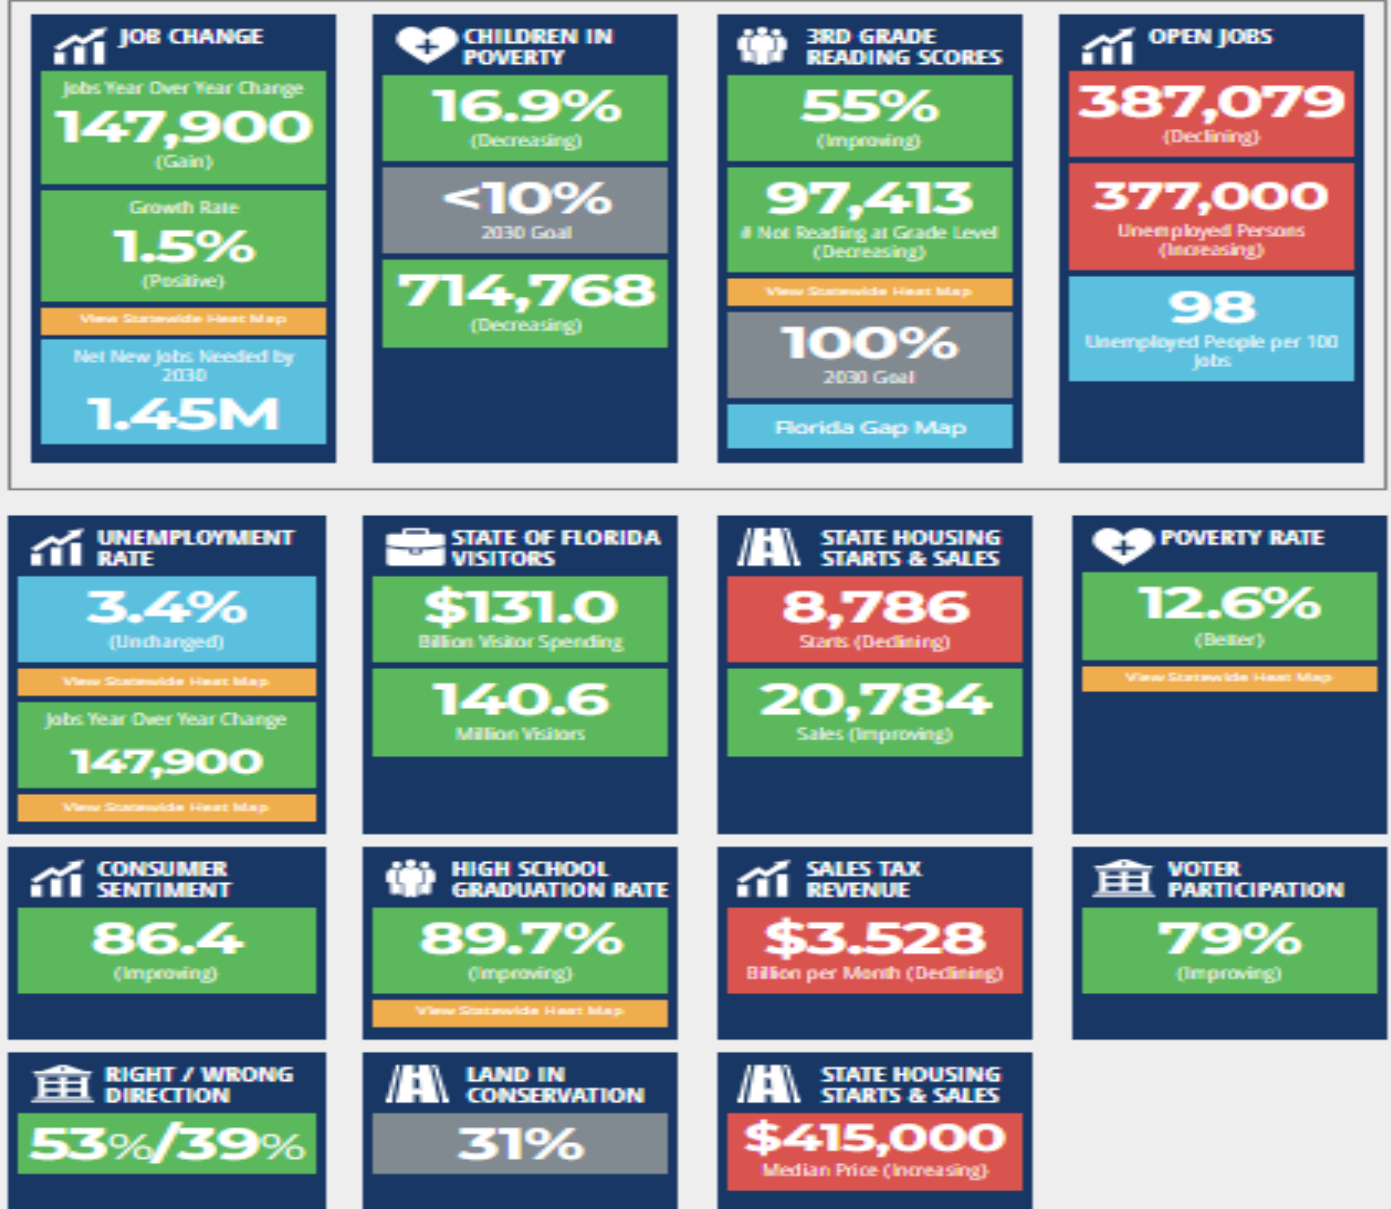 JOB CHANGE
Jobs Year Over Year Change
147,900
(Gain)
Growth Rate
1.5%
(Positive)
View Statewide Heat Map
Net New Jobs Needed by
2030
1.45M
CHILDREN IN
POVERTY
16.9%
(Decreasing)
<10%
2030 Goal
714,768
(Decreasing)
3RD GRADE
READING SCORES
55%
(Improving)
97,413
# Not Reading at Grade Level
(Decreasing)
View Statewide Heat Map
100%
2030 Goal
Florida Gap Map
OPEN JOBS
387,079
(Declining)
377,000
Unemployed Persons
(Increasing)
98
Unemployed People per 100
Jobs
UNEMPLOYMENT
RATE
3.4%
(Unchanged)
View Statewide Heat Map
Jobs Year Over Year Change
147,900
View Statewide Heat Map
STATE OF FLORIDA
VISITORS
$131.0
Billion Visitor Spending
140.6
Million Visitors
STATE HOUSING
STARTS & SALES
8,786
Starts (Declining)
20,784
Sales (Improving)
POVERTY RATE
12.6%
(Better)
View Statewide Heat Map
CONSUMER
SENTIMENT
86.4
(Improving)
HIGH SCHOOL
GRADUATION RATE
89.7%
(Improving)
View Statewide Heat Map
SALES TAX
REVENUE
$3.528
Billion per Month (Declining)
VOTER
PARTICIPATION
79%
(Improving)
RIGHT / WRONG
DIRECTION
53%/39%
LAND IN
CONSERVATION
31%
STATE HOUSING
STARTS & SALES
$415,000
Median Price (Increasing)